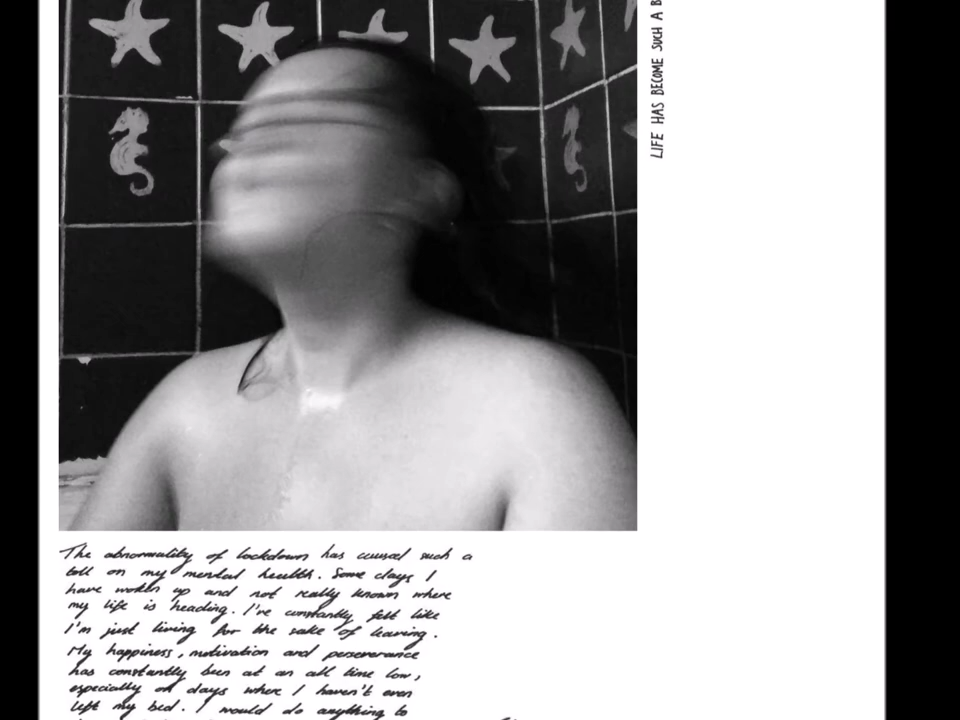 LIFE HAS BECOME SUCH A
The abnormality of lockdown has caused such a
toll on my mental health. Some days I
have woken up and not really known where
my life is heading. I've constantly felt like
I'm just living for the sake of leaving.
My happiness, motivation and perseverance
has constantly been at an all time low,
especially on days where I haven't even
left my bed. I would do anything to